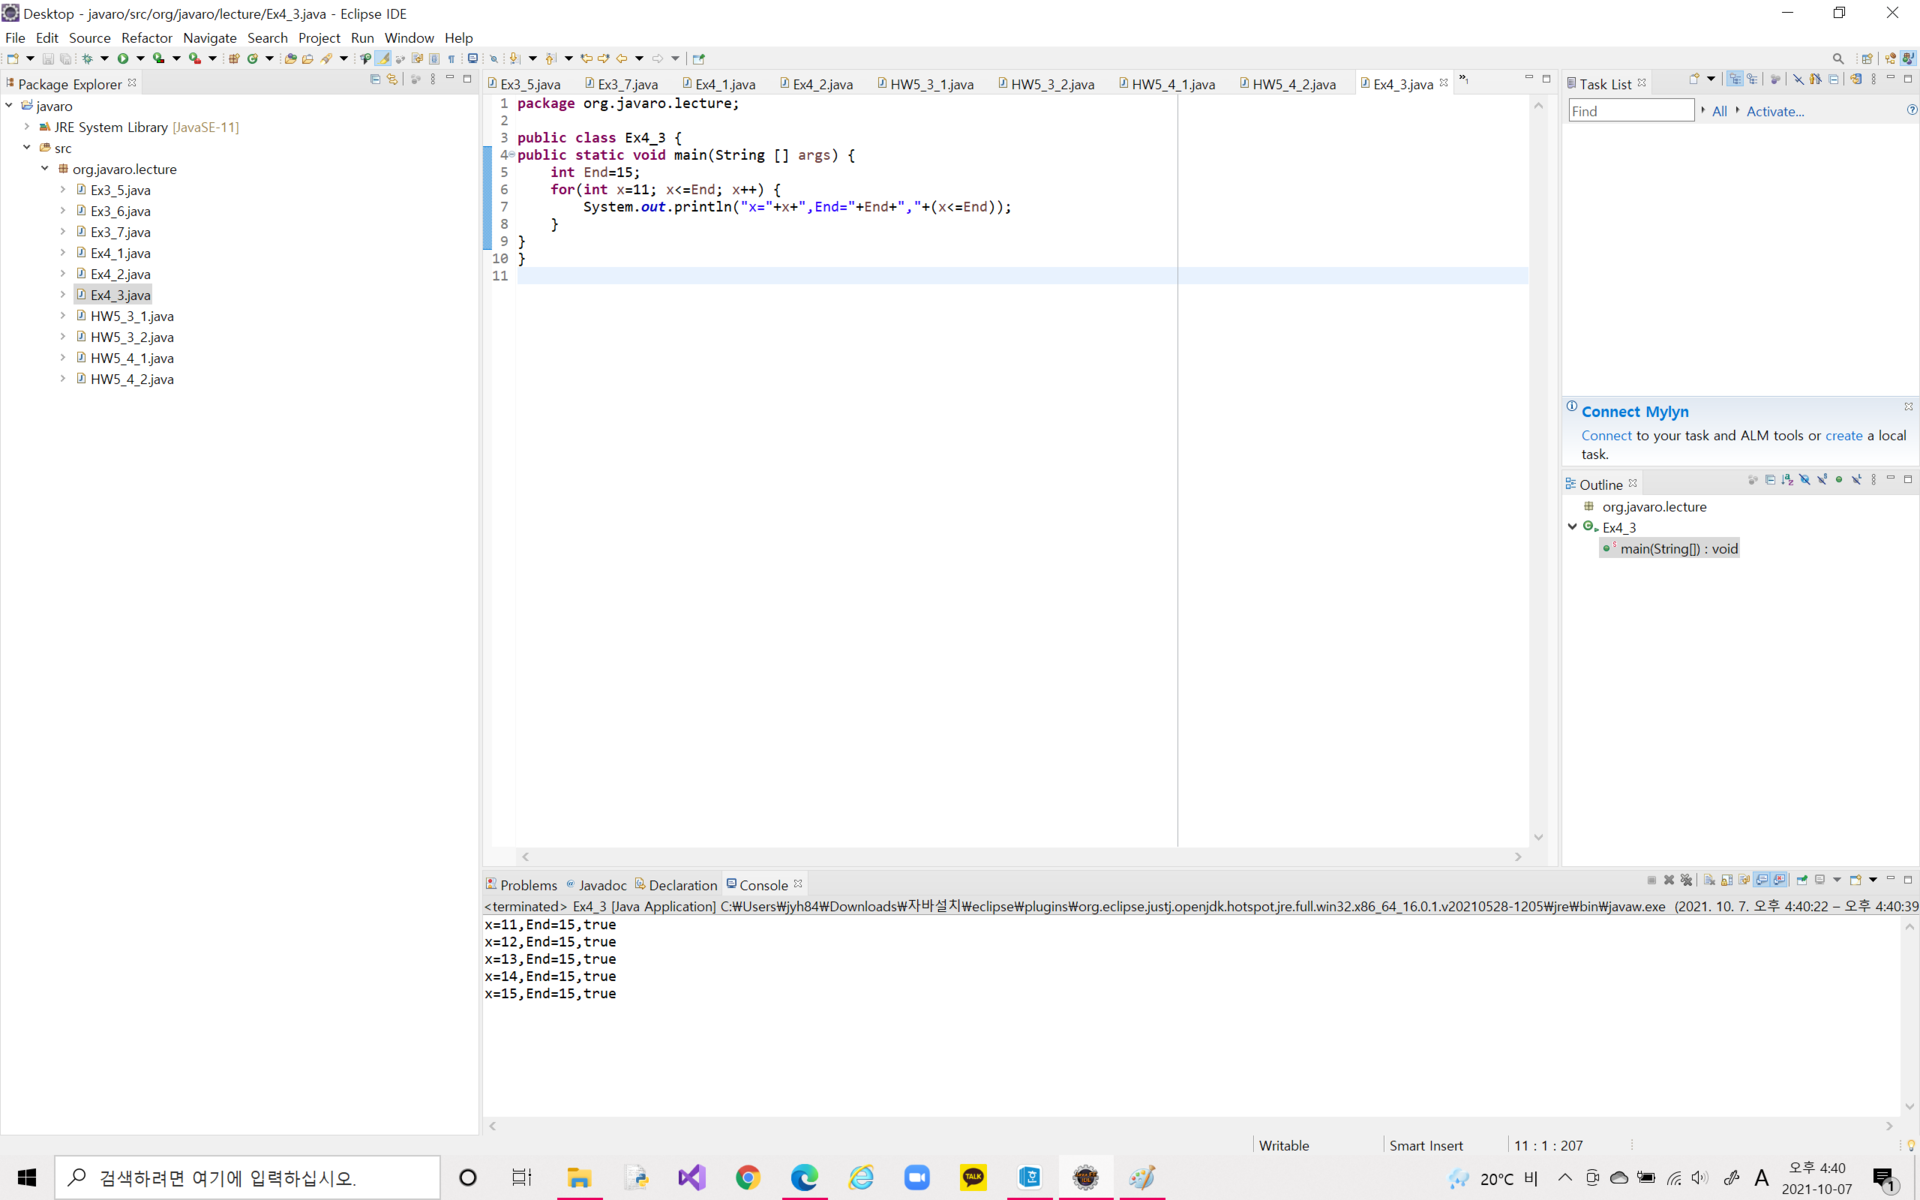 Desktop - javaro/src/org/javaro/lecture/Ex4_3.java - Eclipse IDE
File Edit Source Refactor Navigate Search Project Run Window Help
Package Explorer
javaro
JRE System Library [JavaSE-11]
src
org.javaro.lecture
Ex3_5.java
Ex3_6.java
Ex3_7.java
Ex4_1.java
Ex4_2.java
Ex4_3.java
HW5_3_1.java
HW5_3_2.java
HW5_4_1.java
HW5_4_2.java
Ex3_5.java Ex3_7.java Ex4_1.java Ex4_2.java HW5_3_1.java HW5_3_2.java HW5_4_1.java HW5_4_2.java Ex4_3.java »1
1 package org.javaro.lecture;
2
3 public class Ex4_3 {
4 public static void main(String [] args) {
5 int End=15;
6 for(int x=11; x<=End; x++) {
7 System.out.println("x="+x+",End="+End+","+(x<=End));
8 }
9 }
10 }
11
Task List
Find All Activate...
Connect Mylyn
Connect to your task and ALM tools or create a local
task.
Outline
org.javaro.lecture
Ex4_3
main(String[]) : void
Problems Javadoc Declaration Console
<terminated> Ex4_3 [Java Application] C:₩Users₩jyh84₩Downloads₩자바설치₩eclipse₩plugins₩org.eclipse.justj.openjdk.hotspot.jre.full.win32.x86_64_16.0.1.v20210528-1205₩jre₩bin₩javaw.exe (2021. 10. 7. 오후 4:40:22 – 오후 4:40:39
x=11,End=15,true
x=12,End=15,true
x=13,End=15,true
x=14,End=15,true
x=15,End=15,true
Writable Smart Insert 11 : 1 : 207
검색하려면 여기에 입력하십시오.
TALK
20°C 비
A
오후 4:40
2021-10-07
1